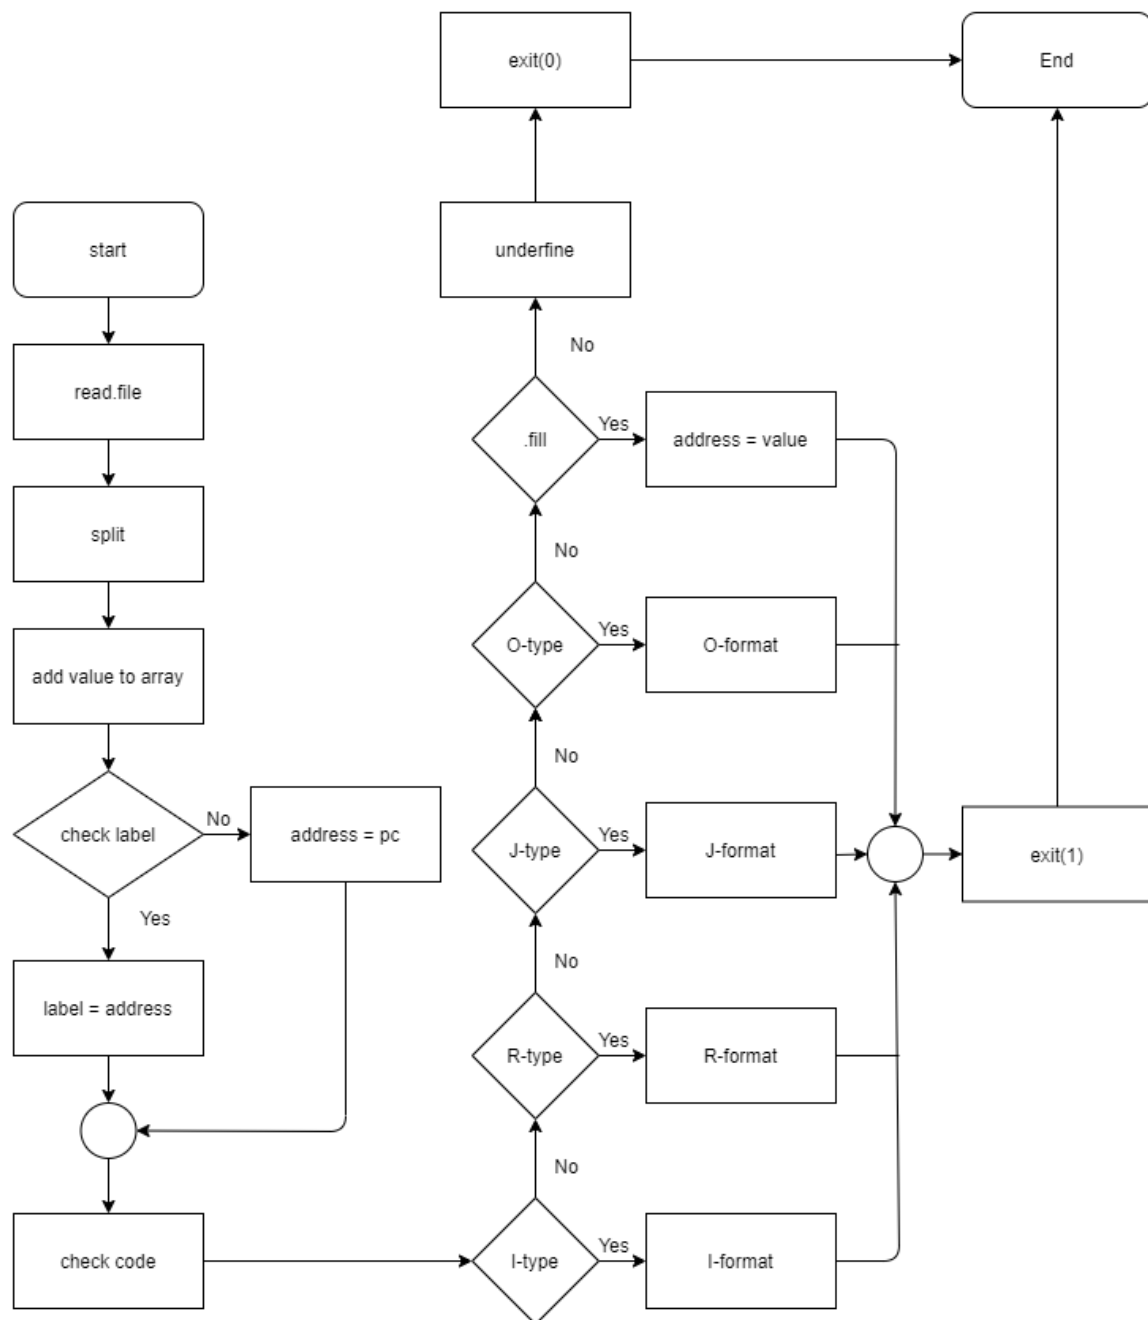 start
read.file
split
add value to array
check label
No
address = pc
Yes
label = address
check code
I-type
Yes
I-format
No
R-type
Yes
R-format
No
J-type
Yes
J-format
No
O-type
Yes
O-format
No
.fill
Yes
address = value
No
underfine
exit(0)
exit(1)
End